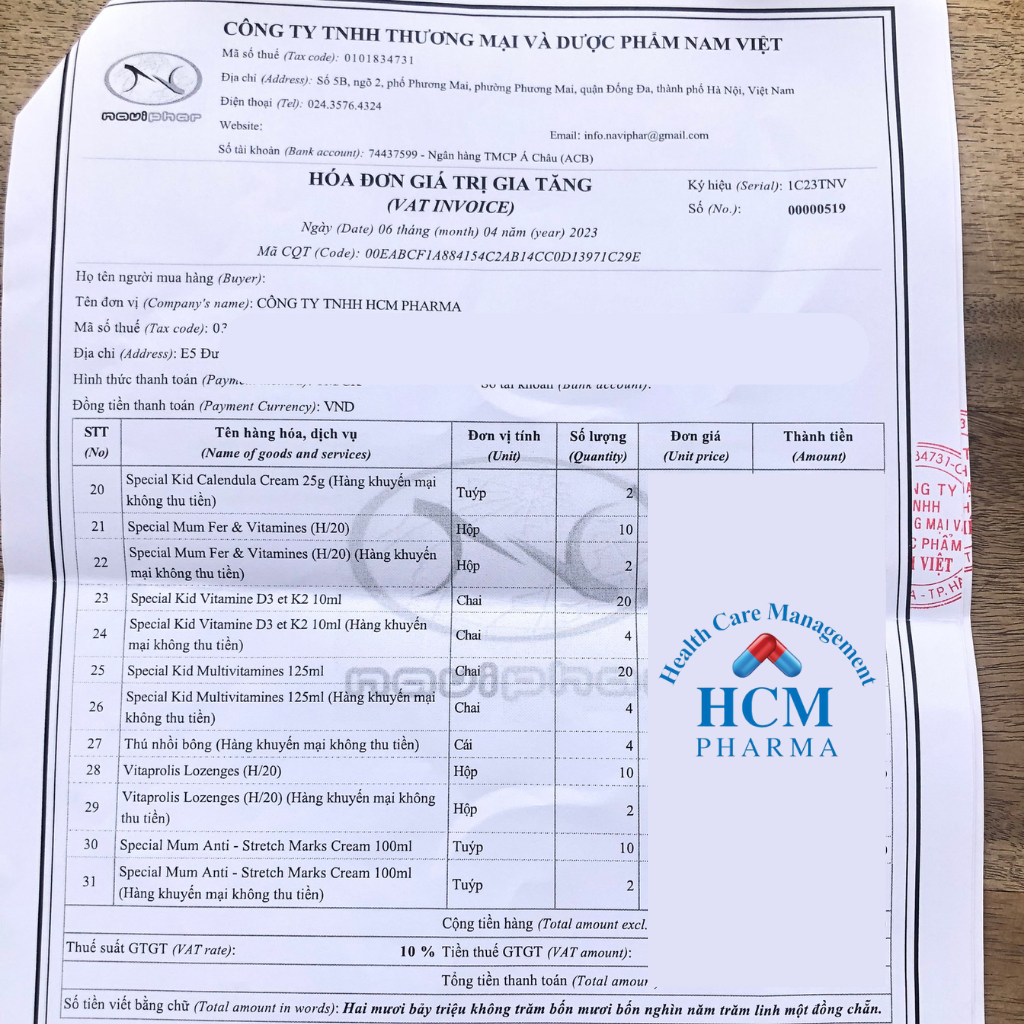 CÔNG TY TNHH THƯƠNG MẠI VÀ DƯỢC PHẨM NAM VIỆT
Mã số thuế (Tax code): 0101834731
Địa chỉ (Address): Số 5B, ngõ 2, phố Phương Mai, phường Phương Mai, quận Đống Đa, thành phố Hà Nội, Việt Nam
Điện thoại (Tel): 024.3576.4324
naviphar
Website:
Email: info.naviphar@gmail.com
Số tài khoản (Bank account): 74437599 - Ngân hàng TMCP Á Châu (ACB)
HÓA ĐƠN GIÁ TRỊ GIA TĂNG
Ký hiệu (Serial): 1C23TNV
(VAT INVOICE)
Số (No.): 00000519
Ngày (Date) 06 tháng (month) 04 năm (year) 2023
Mã CQT (Code): 00EABCF1A884154C2AB14CC0D13971C29E
Họ tên người mua hàng (Buyer):
Tên đơn vị (Company's name): CÔNG TY TNHH HCM PHARMA
Mã số thuế (Tax code): 0
Địa chỉ (Address): E5 Đư
Hình thức thanh toán
Số tài khoản (Bank account):
Đồng tiền thanh toán (Payment Currency): VND
STT Tên hàng hóa, dịch vụ Đơn vị tính Số lượng Đơn giá Thành tiền
(No) (Name of goods and services) (Unit) (Quantity) (Unit price) (Amount)
20 Special Kid Calendula Cream 25g (Hàng khuyến mại Tuýp 2
không thu tiền)
21 Special Mum Fer & Vitamines (H/20) Hộp 10
22 Special Mum Fer & Vitamines (H/20) (Hàng khuyến Hộp 2
mại không thu tiền)
23 Special Kid Vitamine D3 et K2 10ml Chai 20
24 Special Kid Vitamine D3 et K2 10ml (Hàng khuyến Chai 4
mại không thu tiền)
25 Special Kid Multivitamines 125ml Chai 20
26 Special Kid Multivitamines 125ml (Hàng khuyến mại Chai 4
không thu tiền)
27 Thú nhồi bông (Hàng khuyến mại không thu tiền) Cái 4
28 Vitaprolis Lozenges (H/20) Hộp 10
29 Vitaprolis Lozenges (H/20) (Hàng khuyến mại không Hộp 2
thu tiền)
30 Special Mum Anti - Stretch Marks Cream 100ml Tuýp 10
31 Special Mum Anti - Stretch Marks Cream 100ml Tuýp 2
(Hàng khuyến mại không thu tiền)
naviphar
Health Care Management
HCM
PHARMA
34731-C
NG TY
NHH
G MẠI V
C PHẨM
VIỆT
- TP.H
Cộng tiền hàng (Total amount excl.
Thuế suất GTGT (VAT rate): 10 % Tiền thuế GTGT (VAT amount):
Tổng tiền thanh toán (Total amou
Số tiền viết bằng chữ (Total amount in words): Hai mươi bảy triệu không trăm bốn mươi bốn nghìn năm trăm linh một đồng chẵn.